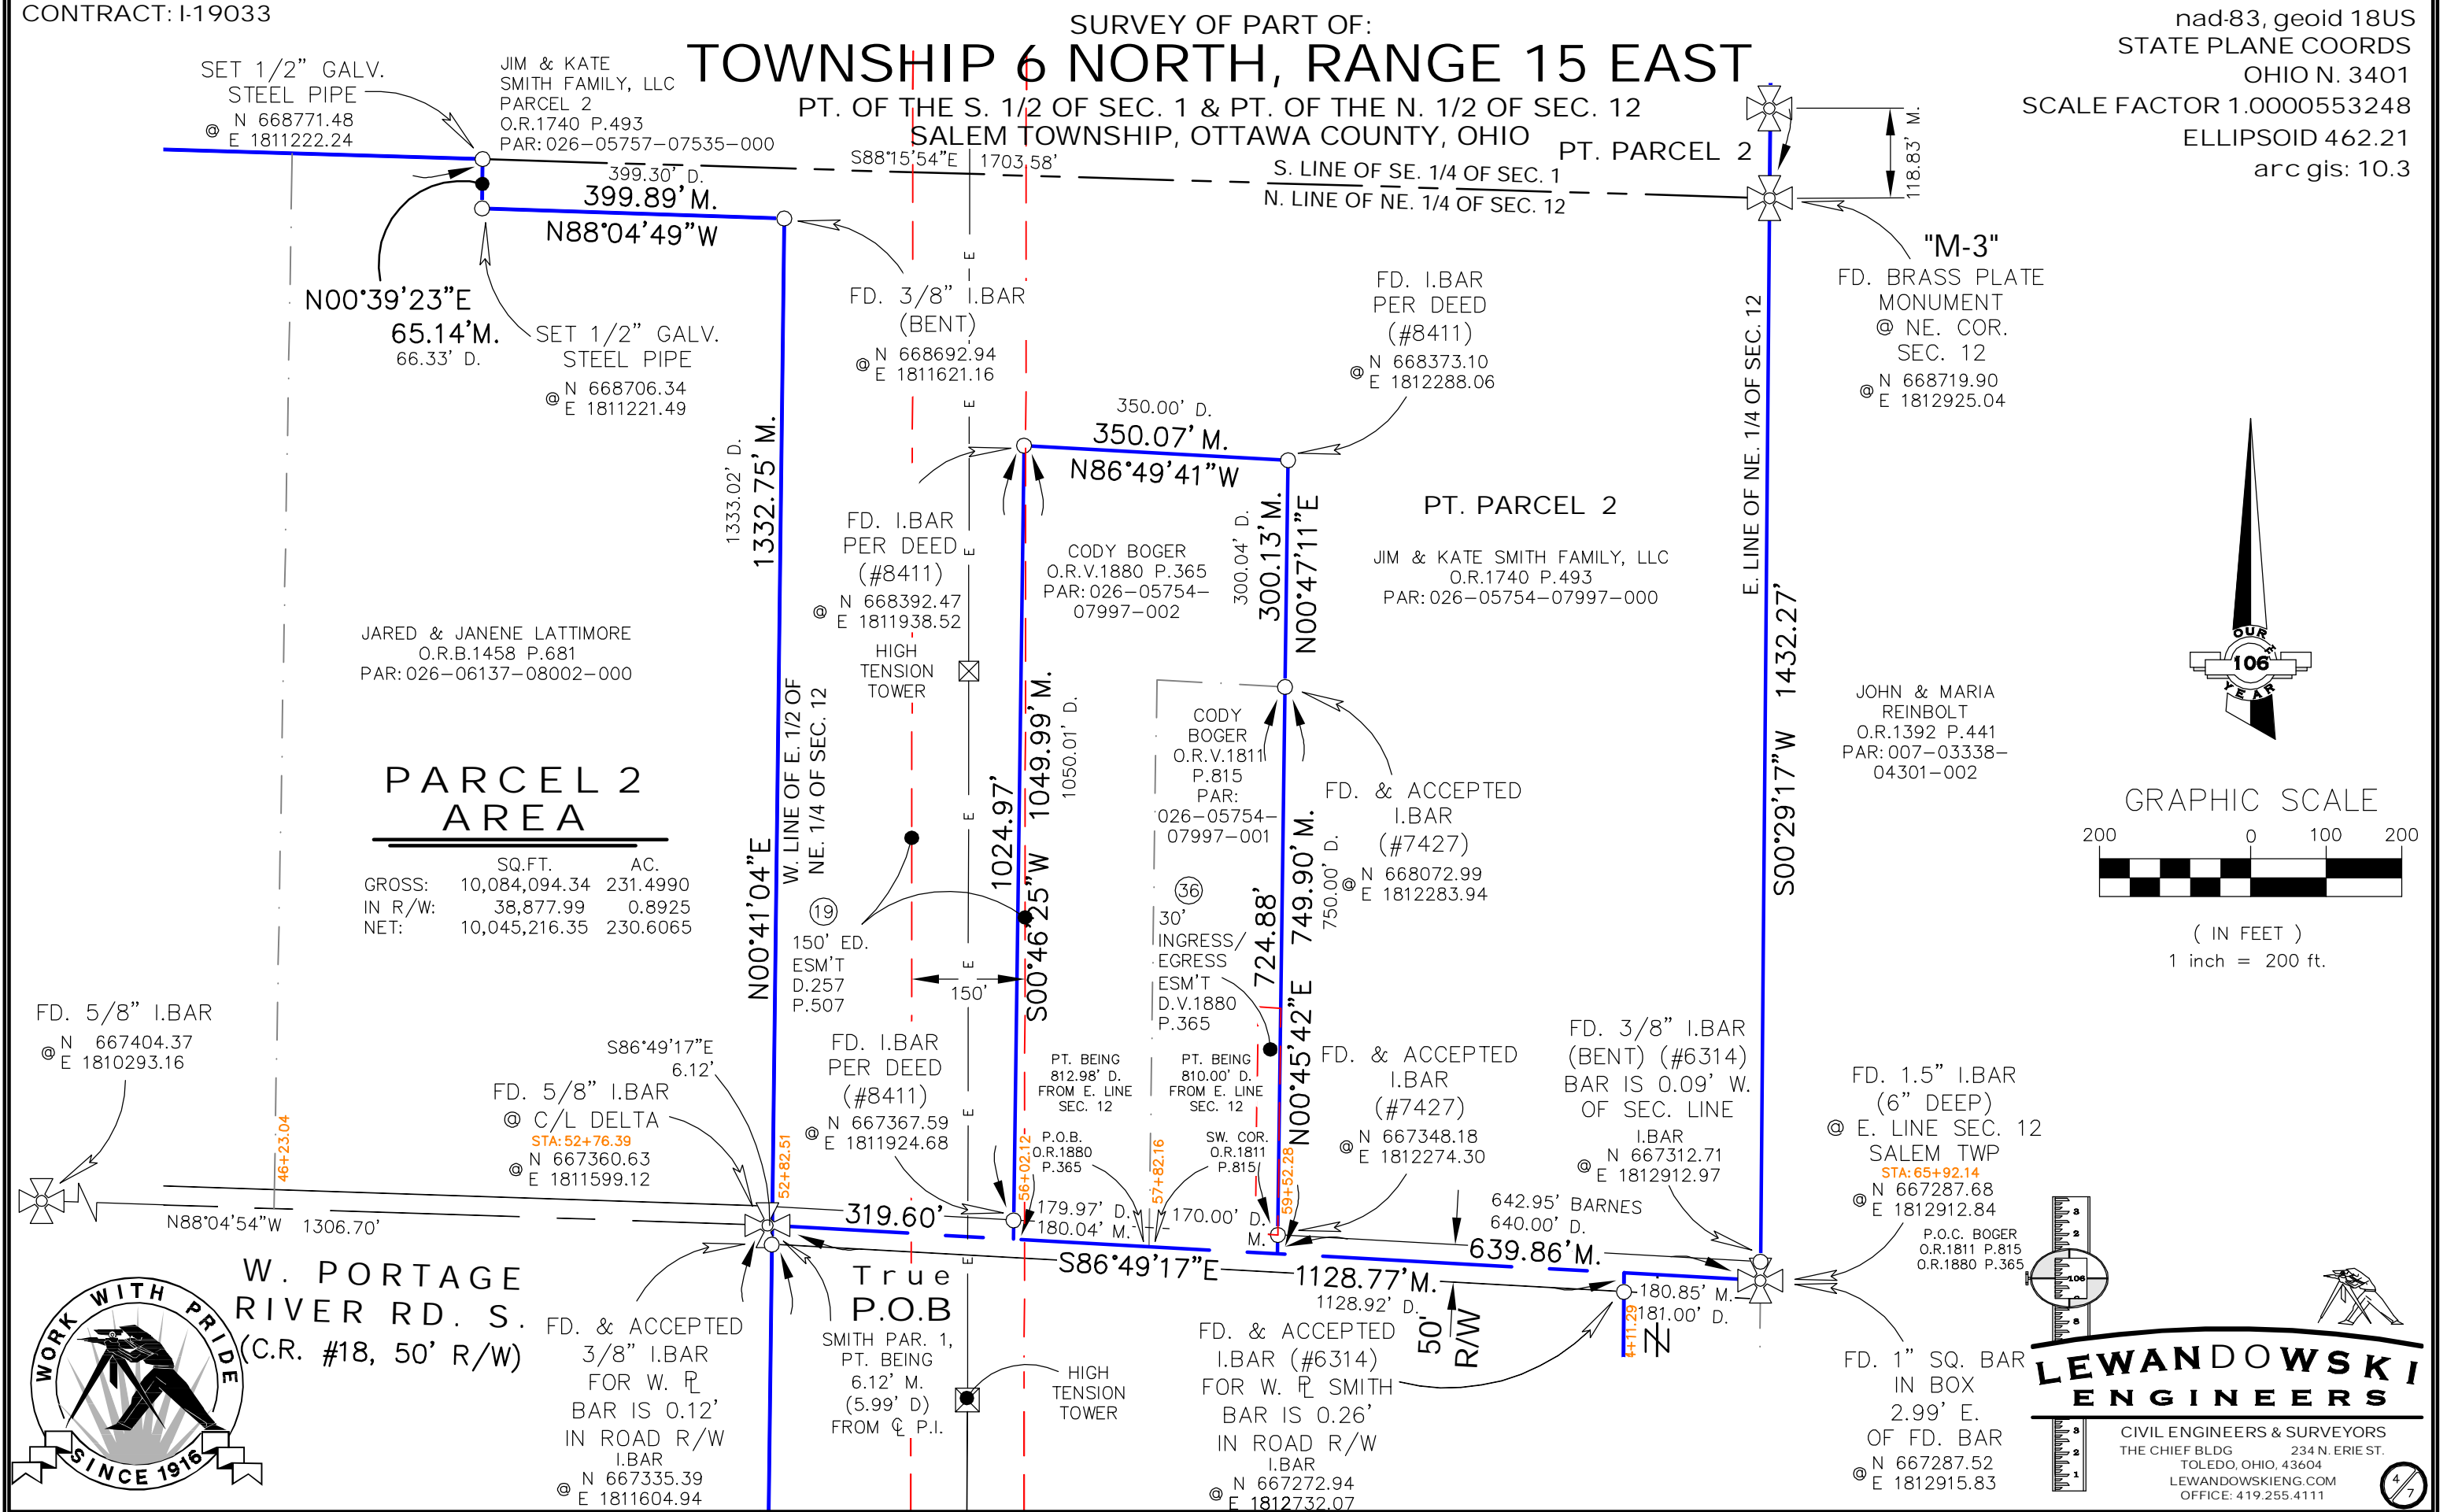 CONTRACT: I-19033
SURVEY OF PART OF:
TOWNSHIP 6 NORTH, RANGE 15 EAST
PT. OF THE S. 1/2 OF SEC. 1 & PT. OF THE N. 1/2 OF SEC. 12
SALEM TOWNSHIP, OTTAWA COUNTY, OHIO
nad-83, geoid 18US
STATE PLANE COORDS
OHIO N. 3401
SCALE FACTOR 1.0000553248
ELLIPSOID 462.21
arc gis: 10.3
SET 1/2” GALV.
STEEL PIPE
@ N 668771.48
E 1811222.24
JIM & KATE
SMITH FAMILY, LLC
PARCEL 2
O.R.1740 P.493
PAR: 026-05757-07535-000
S88°15'54”E 1703.58'
S. LINE OF SE. 1/4 OF SEC. 1
N. LINE OF NE. 1/4 OF SEC. 12
PT. PARCEL 2
118.83' M.
399.30' D.
399.89' M.
N88°04'49”W
N00°39'23”E
65.14'M.
66.33' D.
SET 1/2” GALV.
STEEL PIPE
@ N 668706.34
E 1811221.49
FD. 3/8” I.BAR
(BENT)
@ N 668692.94
E 1811621.16
FD. I.BAR
PER DEED
(#8411)
@ N 668373.10
E 1812288.06
"M-3"
FD. BRASS PLATE
MONUMENT
@ NE. COR.
SEC. 12
@ N 668719.90
E 1812925.04
350.00' D.
350.07' M.
N86°49'41”W
1333.02' D.
1332.75' M.
N00°41'04”E
W. LINE OF E. 1/2 OF
NE. 1/4 OF SEC. 12
FD. I.BAR
PER DEED
(#8411)
@ N 668392.47
E 1811938.52
HIGH
TENSION
TOWER
CODY BOGER
O.R.V.1880 P.365
PAR: 026-05754-
07997-002
300.04' D.
300.13' M.
N00°47'11”E
PT. PARCEL 2
JIM & KATE SMITH FAMILY, LLC
O.R.1740 P.493
PAR: 026-05754-07997-000
E. LINE OF NE. 1/4 OF SEC. 12
S00°29'17”W 1432.27'
JOHN & MARIA
REINBOLT
O.R.1392 P.441
PAR: 007-03338-
04301-002
OUR
106
YEAR
GRAPHIC SCALE
200 0 100 200
( IN FEET )
1 inch = 200 ft.
JARED & JANENE LATTIMORE
O.R.B.1458 P.681
PAR: 026-06137-08002-000
PARCEL 2
AREA
SQ.FT. AC.
GROSS: 10,084,094.34 231.4990
IN R/W: 38,877.99 0.8925
NET: 10,045,216.35 230.6065
19
150' ED.
ESM'T
D.257
P.507
150'
E
E
E
E
E
E
E
E
1024.97'
S00°46'25”W 1049.99' M.
1050.01' D.
CODY
BOGER
O.R.V.1811
P.815
PAR:
026-05754-
07997-001
36
30'
INGRESS/
EGRESS
ESM'T
D.V.1880
P.365
724.88'
N00°45'42”E 749.90' M.
750.00' D.
FD. & ACCEPTED
I.BAR
(#7427)
@ N 668072.99
E 1812283.94
FD. 5/8” I.BAR
@ N 667404.37
E 1810293.16
46+23.04
S86°49'17”E
6.12'
FD. 5/8” I.BAR
@ C/L DELTA
STA: 52+76.39
@ N 667360.63
E 1811599.12
52+82.51
FD. I.BAR
PER DEED
(#8411)
@ N 667367.59
E 1811924.68
56+02.12
PT. BEING
812.98' D.
FROM E. LINE
SEC. 12
P.O.B.
O.R.1880
P.365
57+82.16
PT. BEING
810.00' D.
FROM E. LINE
SEC. 12
SW. COR.
O.R.1811
P.815
59+52.28
FD. & ACCEPTED
I.BAR
(#7427)
@ N 667348.18
E 1812274.30
FD. 3/8” I.BAR
(BENT) (#6314)
BAR IS 0.09' W.
OF SEC. LINE
I.BAR
@ N 667312.71
E 1812912.97
FD. 1.5” I.BAR
(6” DEEP)
@ E. LINE SEC. 12
SALEM TWP
STA: 65+92.14
@ N 667287.68
E 1812912.84
P.O.C. BOGER
O.R.1811 P.815
O.R.1880 P.365
N88°04'54”W 1306.70'
319.60'
179.97' D.
180.04' M.
170.00' D.
M.
642.95' BARNES
640.00' D.
639.86'M.
S86°49'17”E
1128.77'M.
1128.92' D.
180.85' M.
181.00' D.
4+11.29
50'
R/W
W. PORTAGE
RIVER RD. S.
(C.R. #18, 50' R/W)
WORK WITH PRIDE
SINCE 1916
FD. & ACCEPTED
3/8” I.BAR
FOR W. PL
BAR IS 0.12'
IN ROAD R/W
I.BAR
@ N 667335.39
E 1811604.94
True
P.O.B
SMITH PAR. 1,
PT. BEING
6.12' M.
(5.99' D)
FROM CL P.I.
HIGH
TENSION
TOWER
FD. & ACCEPTED
I.BAR (#6314)
FOR W. PL SMITH
BAR IS 0.26'
IN ROAD R/W
I.BAR
@ N 667272.94
E 1812732.07
FD. 1” SQ. BAR
IN BOX
2.99' E.
OF FD. BAR
@ N 667287.52
E 1812915.83
106
LEWANDOWSKI
ENGINEERS
CIVIL ENGINEERS & SURVEYORS
THE CHIEF BLDG 234 N. ERIE ST.
TOLEDO, OHIO, 43604
LEWANDOWSKIENG.COM
OFFICE: 419.255.4111
4/7